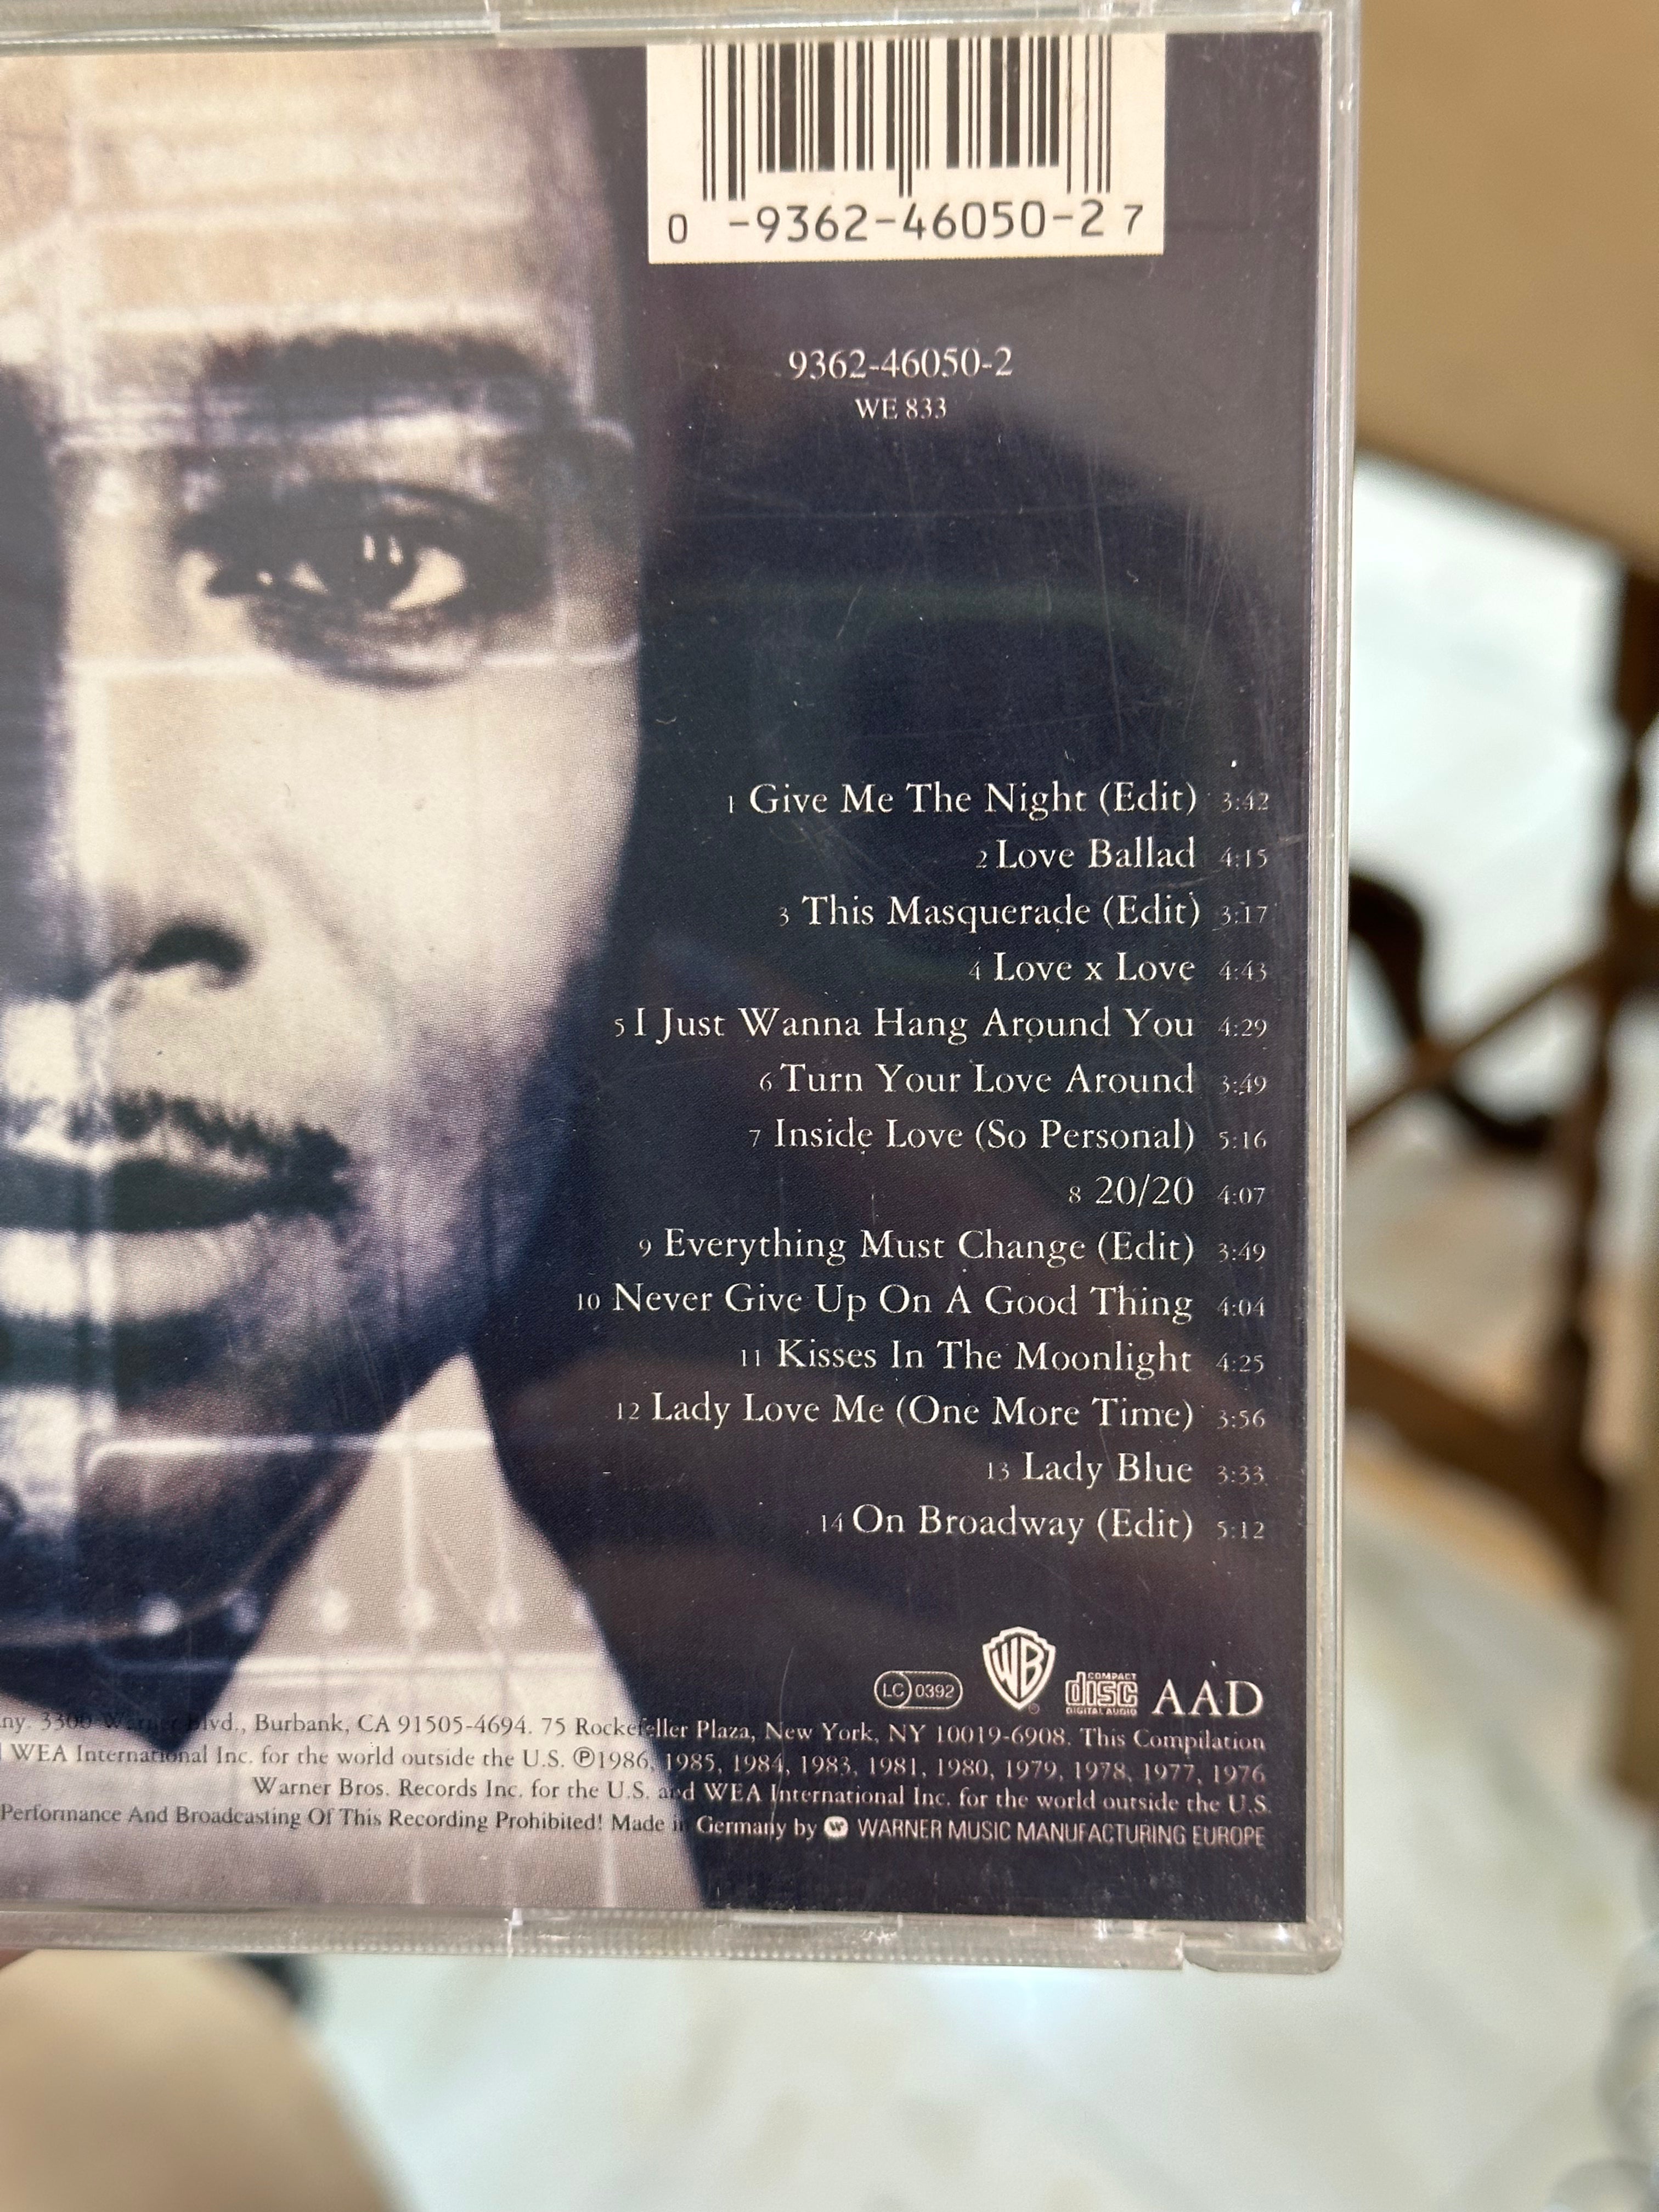 0 -9362-46050-2 7
9362-46050-2
WE 833
1 Give Me The Night (Edit) 3:42
2 Love Ballad 4:15
3 This Masquerade (Edit) 3:17
4 Love x Love 4:43
5 I Just Wanna Hang Around You 4:29
6 Turn Your Love Around 3:49
7 Inside Love (So Personal) 5:16
8 20/20 4:07
9 Everything Must Change (Edit) 3:49
10 Never Give Up On A Good Thing 4:04
11 Kisses In The Moonlight 4:25
12 Lady Love Me (One More Time) 3:56
13 Lady Blue 3:33
14 On Broadway (Edit) 5:12
LC 0392 WB COMPACT disc DIGITAL AUDIO AAD
ny. 3300 Warner Blvd., Burbank, CA 91505-4694. 75 Rockefeller Plaza, New York, NY 10019-6908. This Compilation
WEA International Inc. for the world outside the U.S. ℗1986, 1985, 1984, 1983, 1981, 1980, 1979, 1978, 1977, 1976
Warner Bros. Records Inc. for the U.S. and WEA International Inc. for the world outside the U.S.
Performance And Broadcasting Of This Recording Prohibited! Made in Germany by WARNER MUSIC MANUFACTURING EUROPE